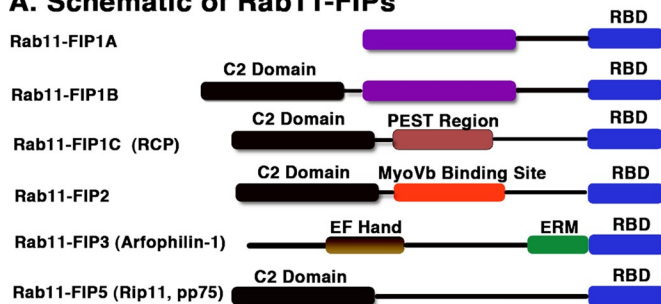 A. Schematic of Rab11-FIPs
RBD
Rab11-FIP1A
C2 Domain RBD
Rab11-FIP1B
C2 Domain PEST Region RBD
Rab11-FIP1C (RCP)
C2 Domain MyoVb Binding Site RBD
Rab11-FIP2
EF Hand ERM RBD
Rab11-FIP3 (Arfophilin-1)
C2 Domain RBD
Rab11-FIP5 (Rip11, pp75)